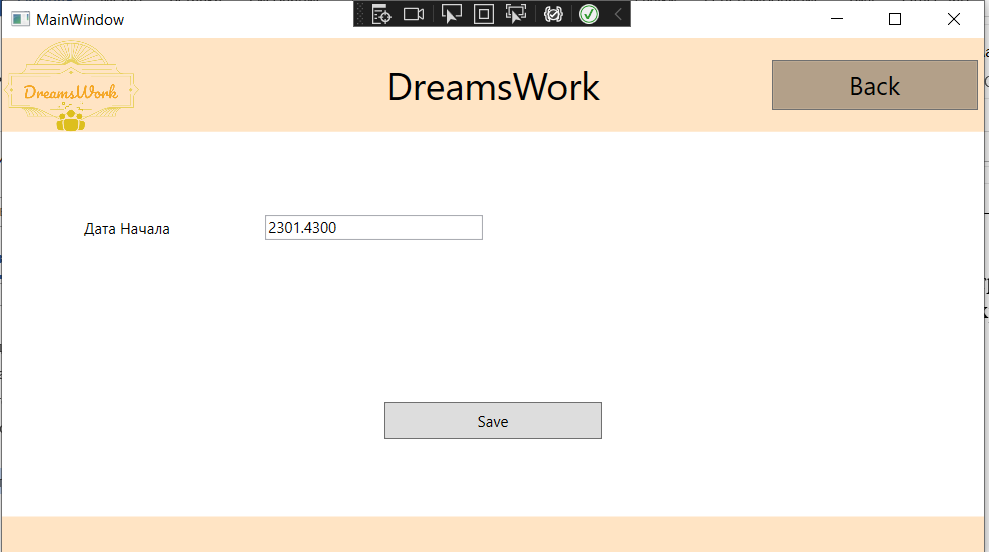 MainWindow
DreamsWork
DreamsWork
Back
Дата Начала
2301.4300
Save